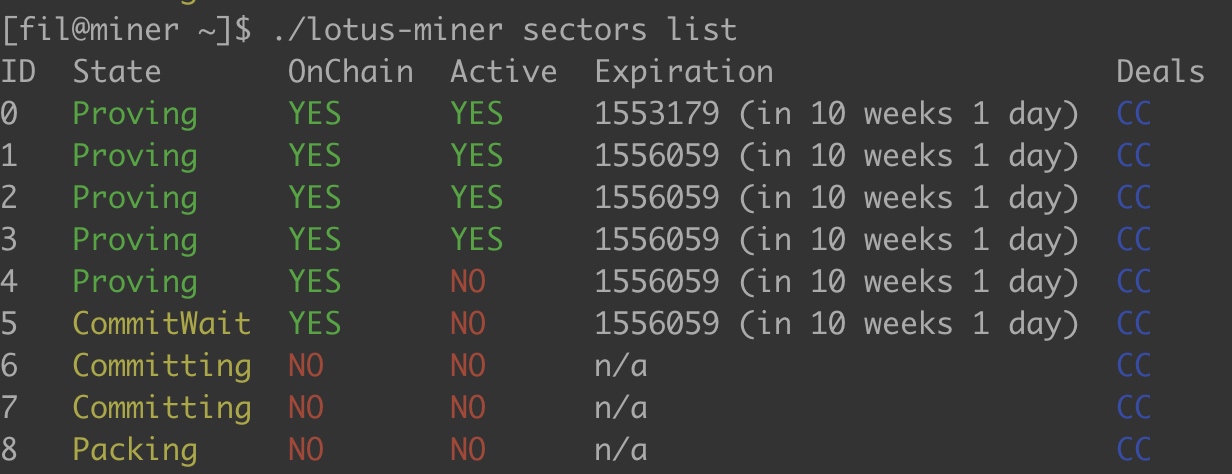 [fil@miner ~]$ ./lotus-miner sectors list
ID  State       OnChain  Active  Expiration                    Deals
0   Proving     YES      YES     1553179 (in 10 weeks 1 day)  CC
1   Proving     YES      YES     1556059 (in 10 weeks 1 day)  CC
2   Proving     YES      YES     1556059 (in 10 weeks 1 day)  CC
3   Proving     YES      YES     1556059 (in 10 weeks 1 day)  CC
4   Proving     YES      NO      1556059 (in 10 weeks 1 day)  CC
5   CommitWait  YES      NO      1556059 (in 10 weeks 1 day)  CC
6   Committing  NO       NO      n/a                          CC
7   Committing  NO       NO      n/a                          CC
8   Packing     NO       NO      n/a                          CC